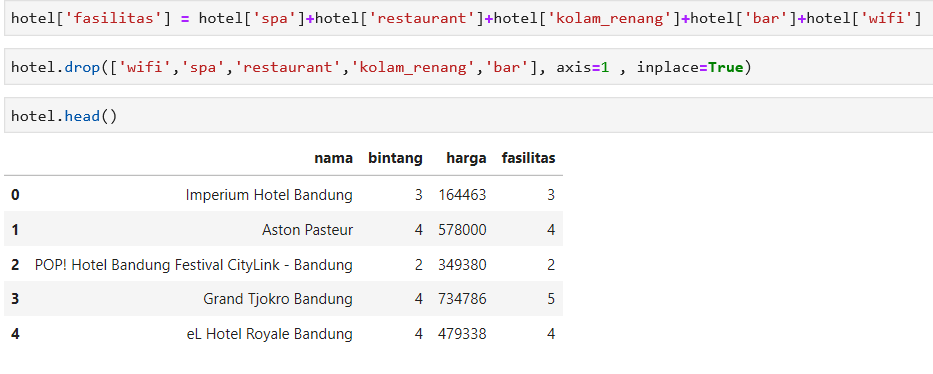 hotel['fasilitas'] = hotel['spa']+hotel['restaurant']+hotel['kolam_renang']+hotel['bar']+hotel['wifi']
hotel.drop(['wifi','spa','restaurant','kolam_renang','bar'], axis=1 , inplace=True)
hotel.head()
nama bintang harga fasilitas
0 Imperium Hotel Bandung 3 164463 3
1 Aston Pasteur 4 578000 4
2 POP! Hotel Bandung Festival CityLink - Bandung 2 349380 2
3 Grand Tjokro Bandung 4 734786 5
4 eL Hotel Royale Bandung 4 479338 4